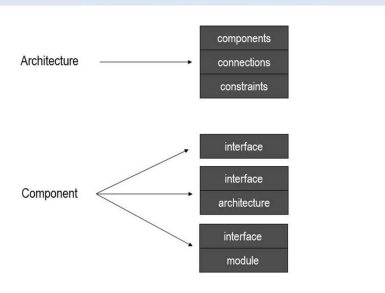 components
Architecture
connections
constraints
interface
interface
Component
architecture
interface
module